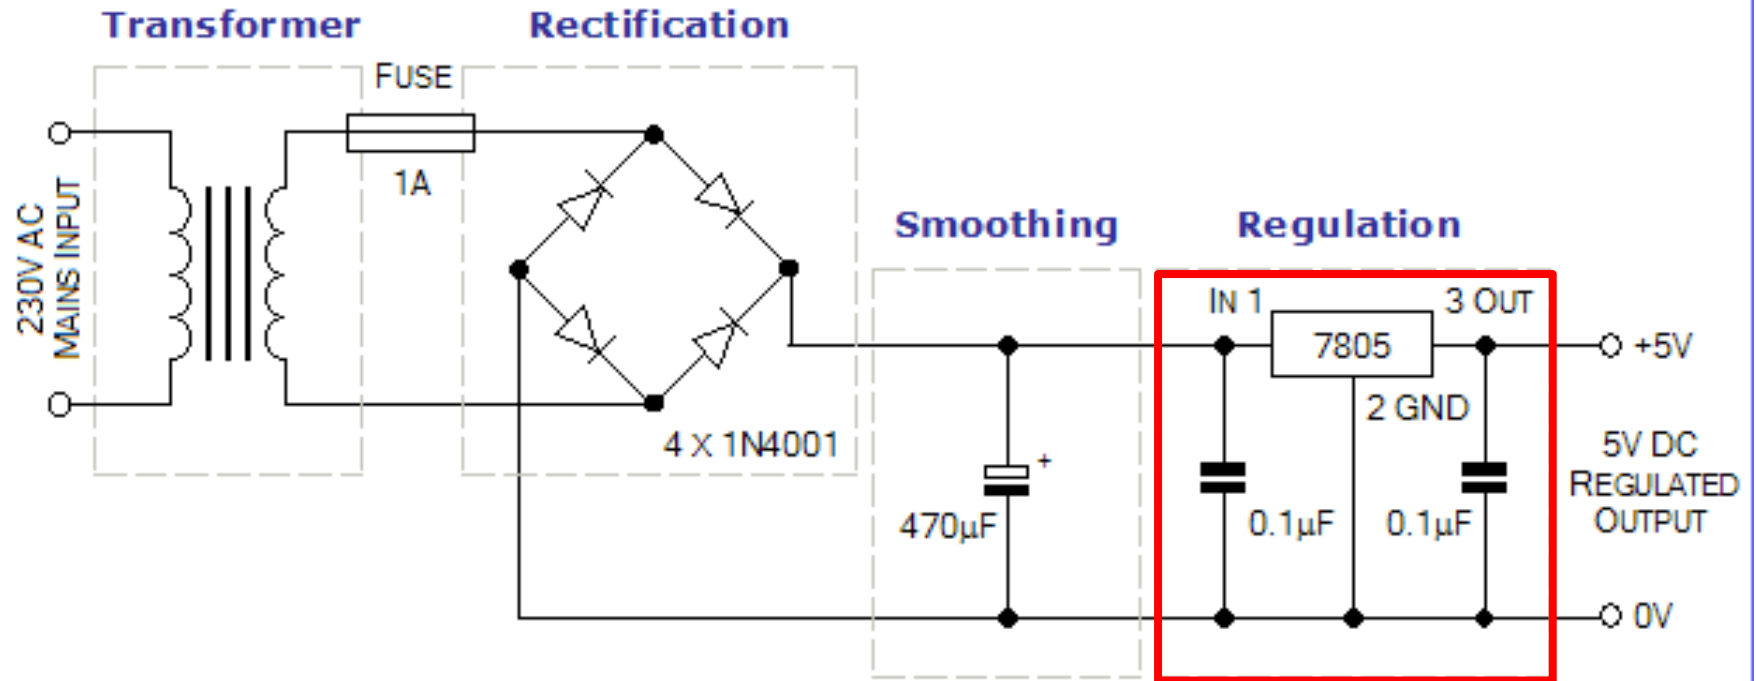 Transformer
Rectification
FUSE
1A
230V AC
MAINS INPUT
4 X 1N4001
Smoothing
Regulation
IN 1
3 OUT
7805
2 GND
+
470µF
0.1µF
0.1µF
+5V
5V DC
REGULATED
OUTPUT
0V